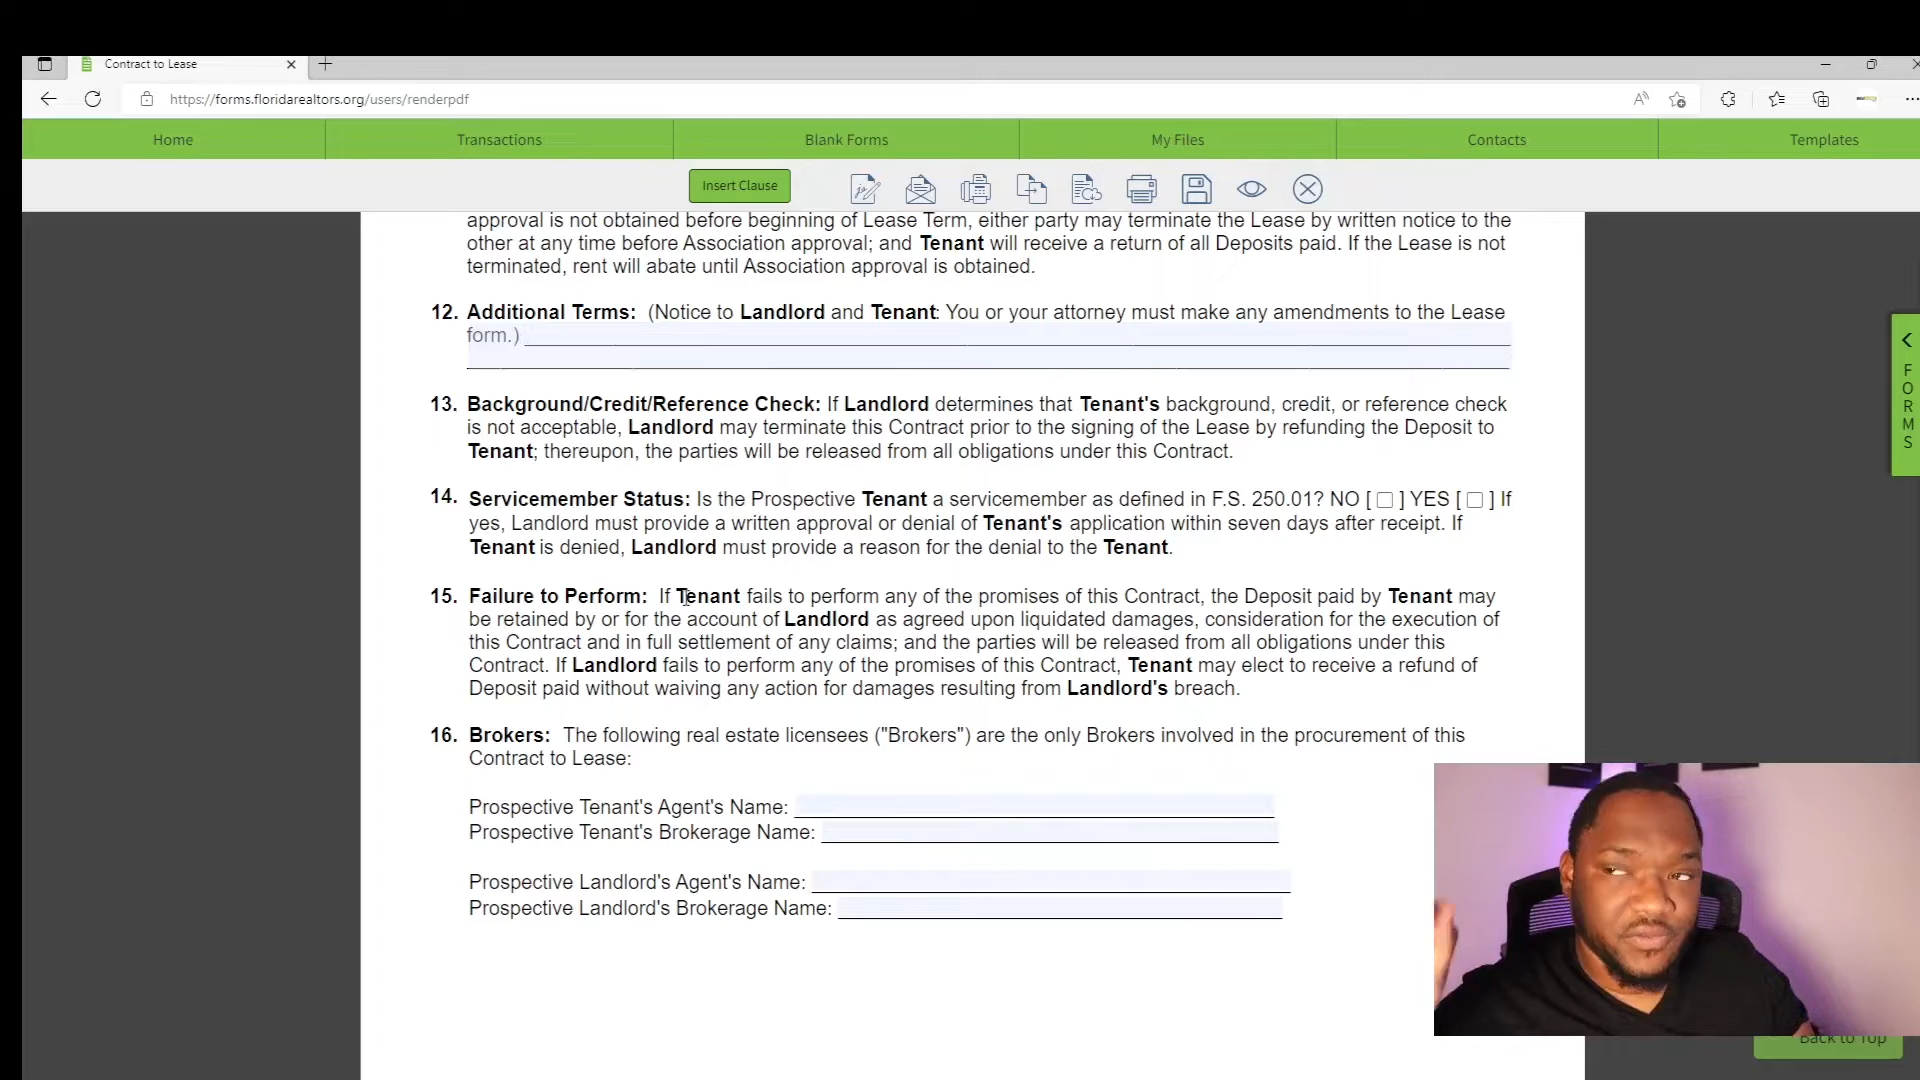 Contract to Lease
https://forms.floridarealtors.org/users/renderpdf
Home
Transactions
Blank Forms
My Files
Contacts
Templates
Insert Clause
approval is not obtained before beginning of Lease Term, either party may terminate the Lease by written notice to the
other at any time before Association approval; and Tenant will receive a return of all Deposits paid. If the Lease is not
terminated, rent will abate until Association approval is obtained.
12. Additional Terms: (Notice to Landlord and Tenant: You or your attorney must make any amendments to the Lease
form.)
13. Background/Credit/Reference Check: If Landlord determines that Tenant's background, credit, or reference check
is not acceptable, Landlord may terminate this Contract prior to the signing of the Lease by refunding the Deposit to
Tenant; thereupon, the parties will be released from all obligations under this Contract.
14. Servicemember Status: Is the Prospective Tenant a servicemember as defined in F.S. 250.01? NO [ ] YES [ ] If
yes, Landlord must provide a written approval or denial of Tenant's application within seven days after receipt. If
Tenant is denied, Landlord must provide a reason for the denial to the Tenant.
15. Failure to Perform: If Tenant fails to perform any of the promises of this Contract, the Deposit paid by Tenant may
be retained by or for the account of Landlord as agreed upon liquidated damages, consideration for the execution of
this Contract and in full settlement of any claims; and the parties will be released from all obligations under this
Contract. If Landlord fails to perform any of the promises of this Contract, Tenant may elect to receive a refund of
Deposit paid without waiving any action for damages resulting from Landlord's breach.
16. Brokers: The following real estate licensees ("Brokers") are the only Brokers involved in the procurement of this
Contract to Lease:
Prospective Tenant's Agent's Name:
Prospective Tenant's Brokerage Name:
Prospective Landlord's Agent's Name:
Prospective Landlord's Brokerage Name:
FORMS
Back to Top